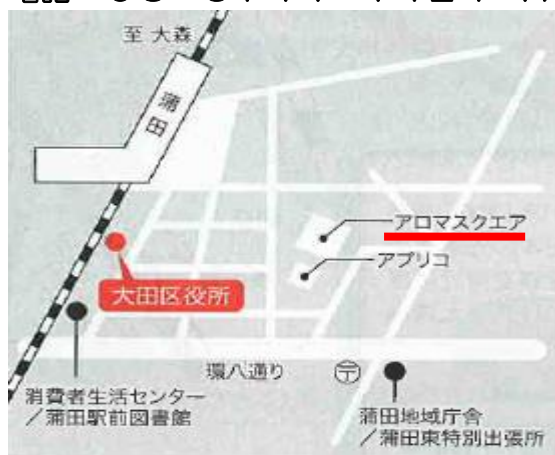 至 大森
蒲田
アロマスクエア
アプリコ
大田区役所
環八通り
〒
消費者生活センター
/蒲田駅前図書館
蒲田地域庁舎
/蒲田東特別出張所